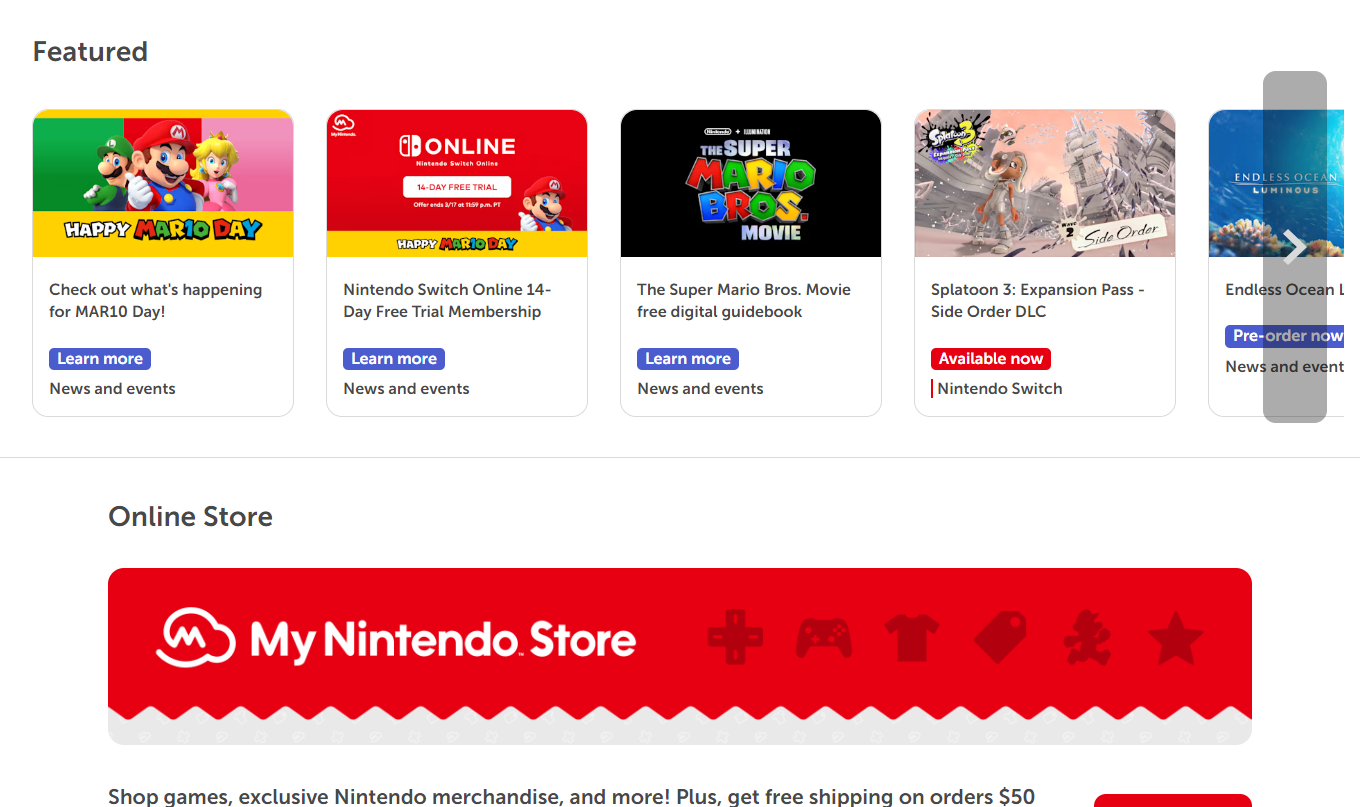 Featured
HAPPY MAR10 DAY
My Nintendo.
ONLINE
Nintendo Switch Online
14-DAY FREE TRIAL
Offer ends 3/17 at 11:59 p.m. PT
HAPPY MAR10 DAY
Nintendo + ILLUMINATION
THE SUPER
MARIO
BROS.
MOVIE
Splatoon 3
Expansion Pass
WAVE 2 Side Order
ENDLESS OCEAN
LUMINOUS
Check out what's happening
for MAR10 Day!
Learn more
News and events
Nintendo Switch Online 14-
Day Free Trial Membership
Learn more
News and events
The Super Mario Bros. Movie
free digital guidebook
Learn more
News and events
Splatoon 3: Expansion Pass -
Side Order DLC
Available now
Nintendo Switch
Endless Ocean L
Pre-order now
News and event
Online Store
My Nintendo™ Store
Shop games, exclusive Nintendo merchandise, and more! Plus, get free shipping on orders $50